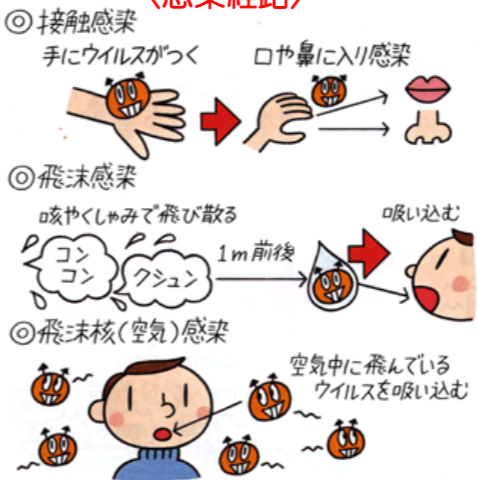 〈感染経路〉
◎接触感染
手にウイルスがつく
口や鼻に入り感染
◎飛沫感染
咳やくしゃみで飛び散る
吸い込む
コン
コン
クシュン
1m前後
◎飛沫核(空気)感染
空気中に飛んでいる
ウイルスを吸い込む